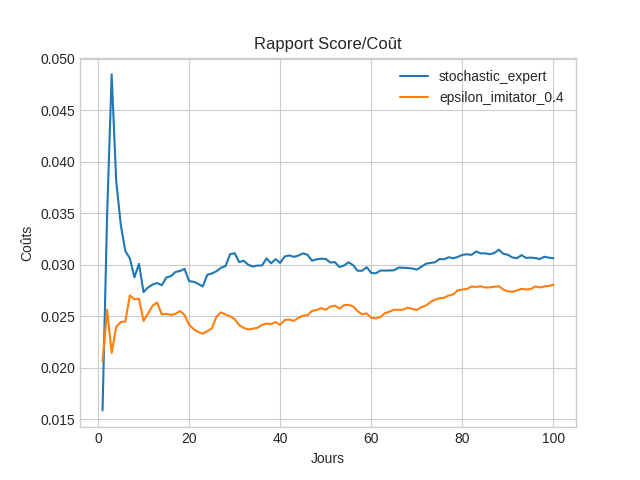 Rapport Score/Coût
stochastic_expert
epsilon_imitator_0.4
0.050
0.045
0.040
0.035
0.030
0.025
0.020
0.015
Coûts
0 20 40 60 80 100
Jours